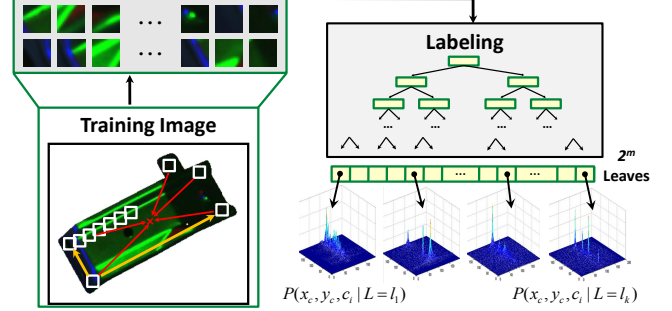 Labeling
...
...
Training Image
... ... ... ...
2^m
Leaves
... ...
P(x_c, y_c, c_i | L = l_1)
P(x_c, y_c, c_i | L = l_k)